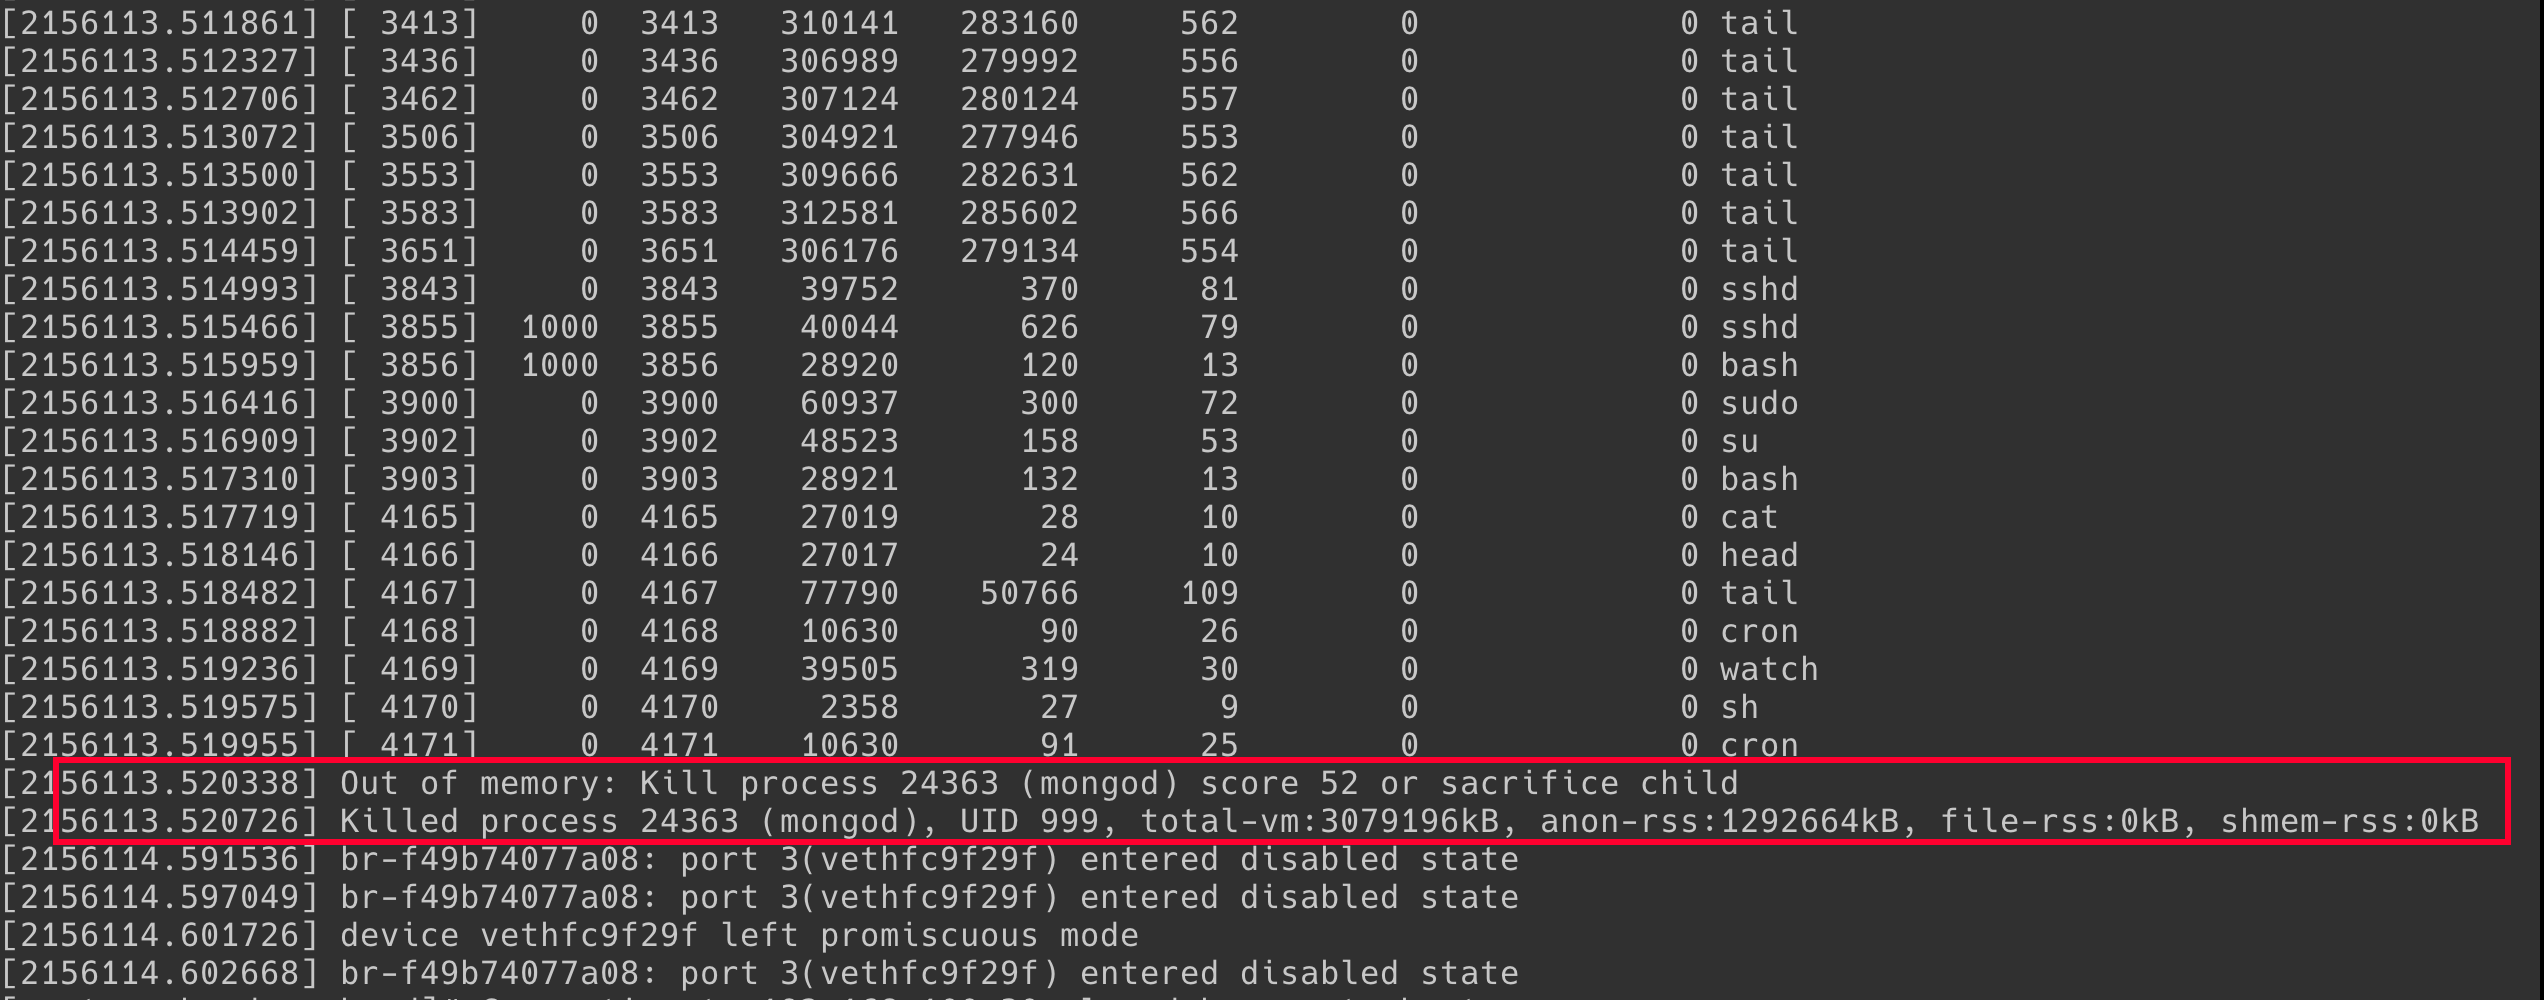 [2156113.511861] [ 3413]     0  3413   310141   283160     562        0             0 tail
[2156113.512327] [ 3436]     0  3436   306989   279992     556        0             0 tail
[2156113.512706] [ 3462]     0  3462   307124   280124     557        0             0 tail
[2156113.513072] [ 3506]     0  3506   304921   277946     553        0             0 tail
[2156113.513500] [ 3553]     0  3553   309666   282631     562        0             0 tail
[2156113.513902] [ 3583]     0  3583   312581   285602     566        0             0 tail
[2156113.514459] [ 3651]     0  3651   306176   279134     554        0             0 tail
[2156113.514993] [ 3843]     0  3843    39752      370      81        0             0 sshd
[2156113.515466] [ 3855]  1000  3855    40044      626      79        0             0 sshd
[2156113.515959] [ 3856]  1000  3856    28920      120      13        0             0 bash
[2156113.516416] [ 3900]     0  3900    60937      300      72        0             0 sudo
[2156113.516909] [ 3902]     0  3902    48523      158      53        0             0 su
[2156113.517310] [ 3903]     0  3903    28921      132      13        0             0 bash
[2156113.517719] [ 4165]     0  4165    27019       28      10        0             0 cat
[2156113.518146] [ 4166]     0  4166    27017       24      10        0             0 head
[2156113.518482] [ 4167]     0  4167    77790    50766     109        0             0 tail
[2156113.518882] [ 4168]     0  4168    10630       90      26        0             0 cron
[2156113.519236] [ 4169]     0  4169    39505      319      30        0             0 watch
[2156113.519575] [ 4170]     0  4170     2358       27       9        0             0 sh
[2156113.519955] [ 4171]     0  4171    10630       91      25        0             0 cron
[2156113.520338] Out of memory: Kill process 24363 (mongod) score 52 or sacrifice child
[2156113.520726] Killed process 24363 (mongod), UID 999, total-vm:3079196kB, anon-rss:1292664kB, file-rss:0kB, shmem-rss:0kB
[2156114.591536] br-f49b74077a08: port 3(vethfc9f29f) entered disabled state
[2156114.597049] br-f49b74077a08: port 3(vethfc9f29f) entered disabled state
[2156114.601726] device vethfc9f29f left promiscuous mode
[2156114.602668] br-f49b74077a08: port 3(vethfc9f29f) entered disabled state